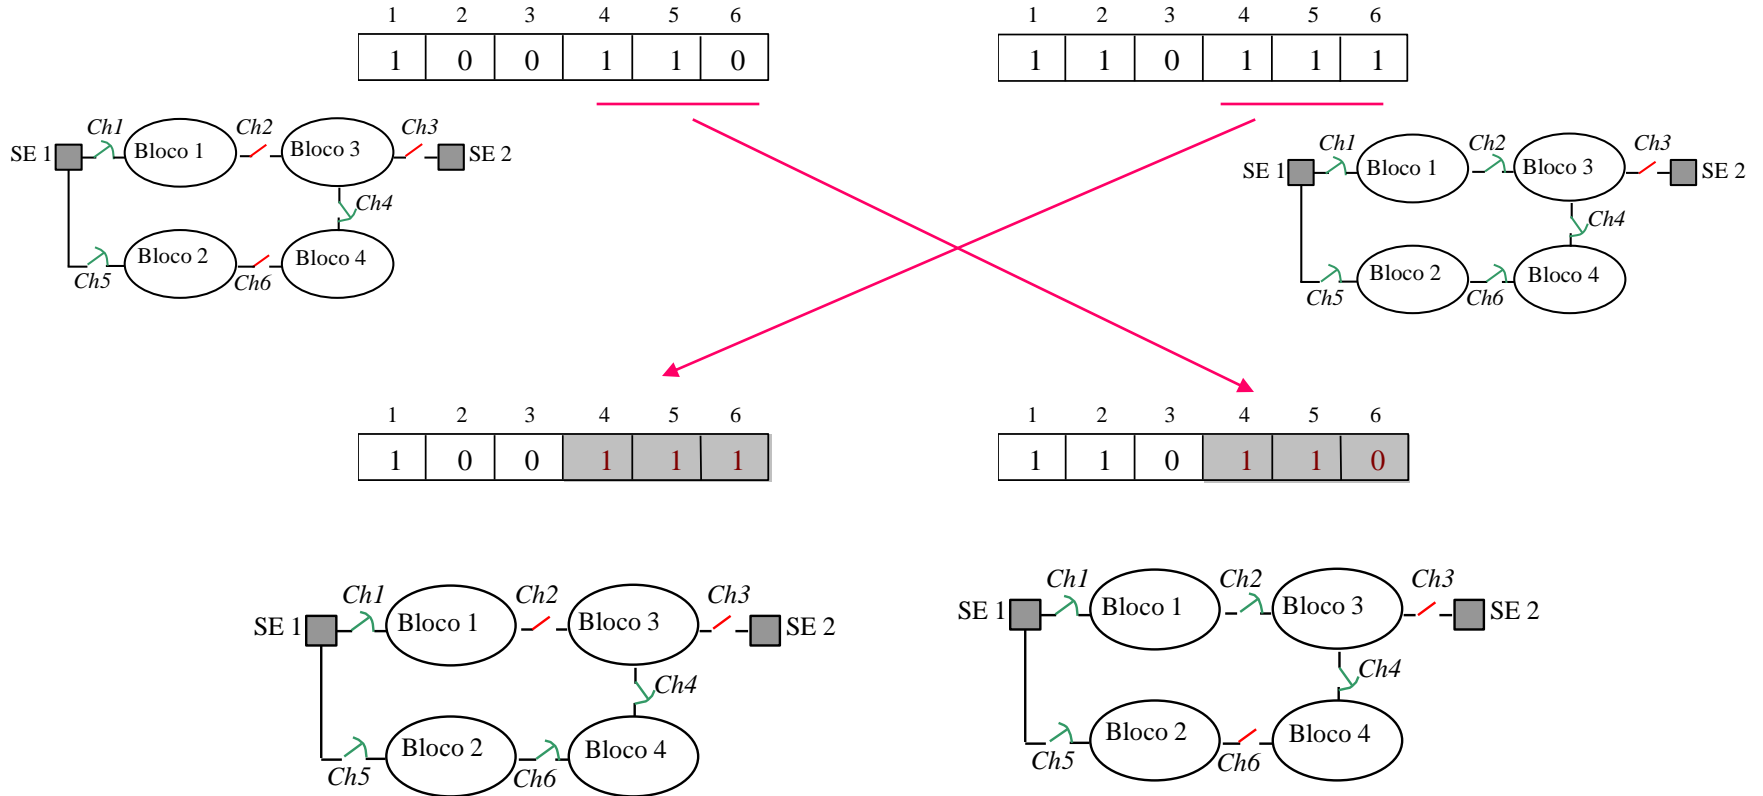 1 2 3 4 5 6
1 0 0 1 1 0
1 2 3 4 5 6
1 1 0 1 1 1
Ch1 Ch2 Ch3
SE 1 Bloco 1 Bloco 3 SE 2
Ch4
Bloco 2 Bloco 4
Ch5 Ch6
Ch1 Ch2 Ch3
SE 1 Bloco 1 Bloco 3 SE 2
Ch4
Bloco 2 Bloco 4
Ch5 Ch6
1 2 3 4 5 6
1 0 0 1 1 1
1 2 3 4 5 6
1 1 0 1 1 0
Ch1 Ch2 Ch3
SE 1 Bloco 1 Bloco 3 SE 2
Ch4
Bloco 2 Bloco 4
Ch5 Ch6
Ch1 Ch2 Ch3
SE 1 Bloco 1 Bloco 3 SE 2
Ch4
Bloco 2 Bloco 4
Ch5 Ch6